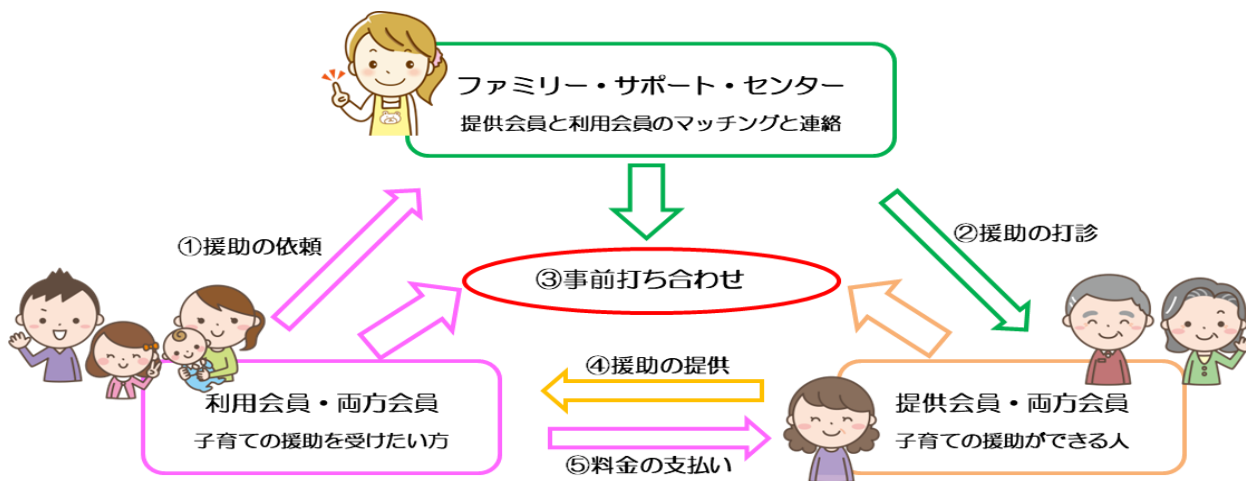 ファミリー・サポート・センター
提供会員と利用会員のマッチングと連絡
①援助の依頼
②援助の打診
③事前打ち合わせ
④援助の提供
利用会員・両方会員
子育ての援助を受けたい方
提供会員・両方会員
子育ての援助ができる人
⑤料金の支払い